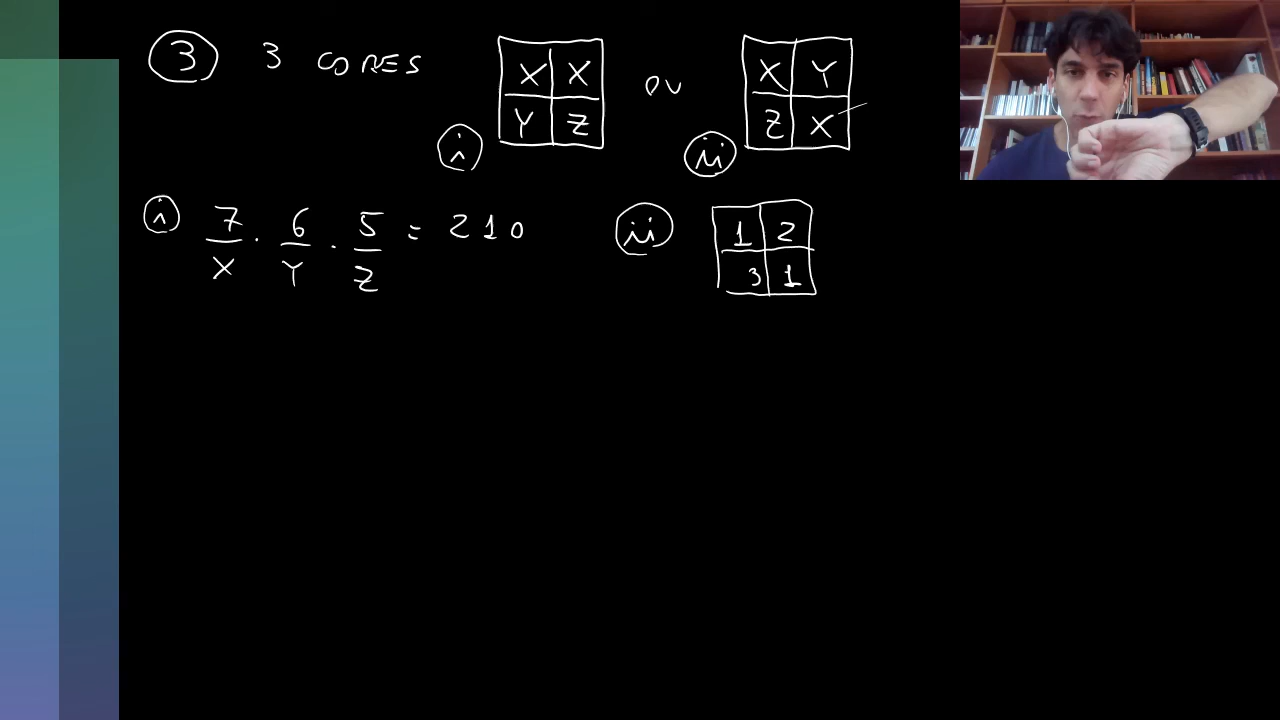 ③ 3 CORES
X X
Y Z
i
ou
X Y
Z X
ii
i 7/X · 6/Y · 5/Z = 210
ii
1 2
3 1